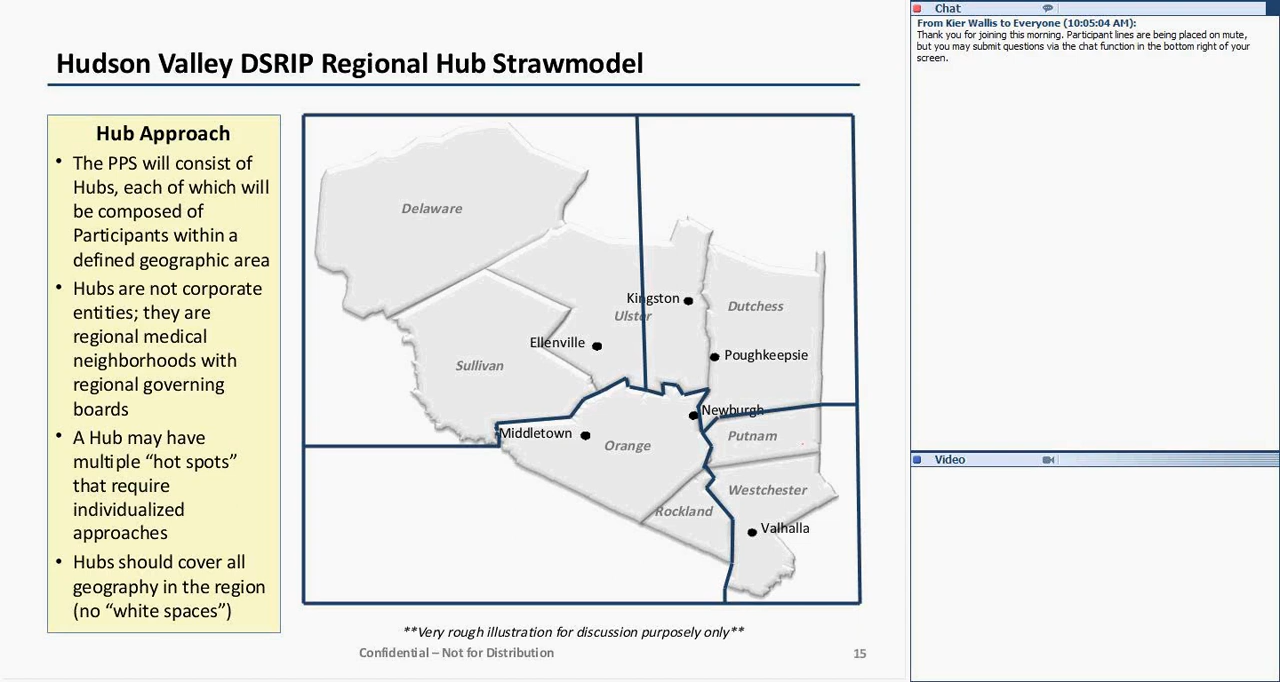 Hudson Valley DSRIP Regional Hub Strawmodel
Hub Approach
• The PPS will consist of
Hubs, each of which will
be composed of
Participants within a
defined geographic area
• Hubs are not corporate
entities; they are
regional medical
neighborhoods with
regional governing
boards
• A Hub may have
multiple “hot spots”
that require
individualized
approaches
• Hubs should cover all
geography in the region
(no “white spaces”)
Delaware
Kingston
Ulster
Dutchess
Ellenville
Poughkeepsie
Sullivan
Newburgh
Middletown
Orange
Putnam
Westchester
Rockland
Valhalla
**Very rough illustration for discussion purposely only**
Confidential – Not for Distribution
15
Chat
From Kier Wallis to Everyone (10:05:04 AM):
Thank you for joining this morning. Participant lines are being placed on mute,
but you may submit questions via the chat function in the bottom right of your
screen.
Video